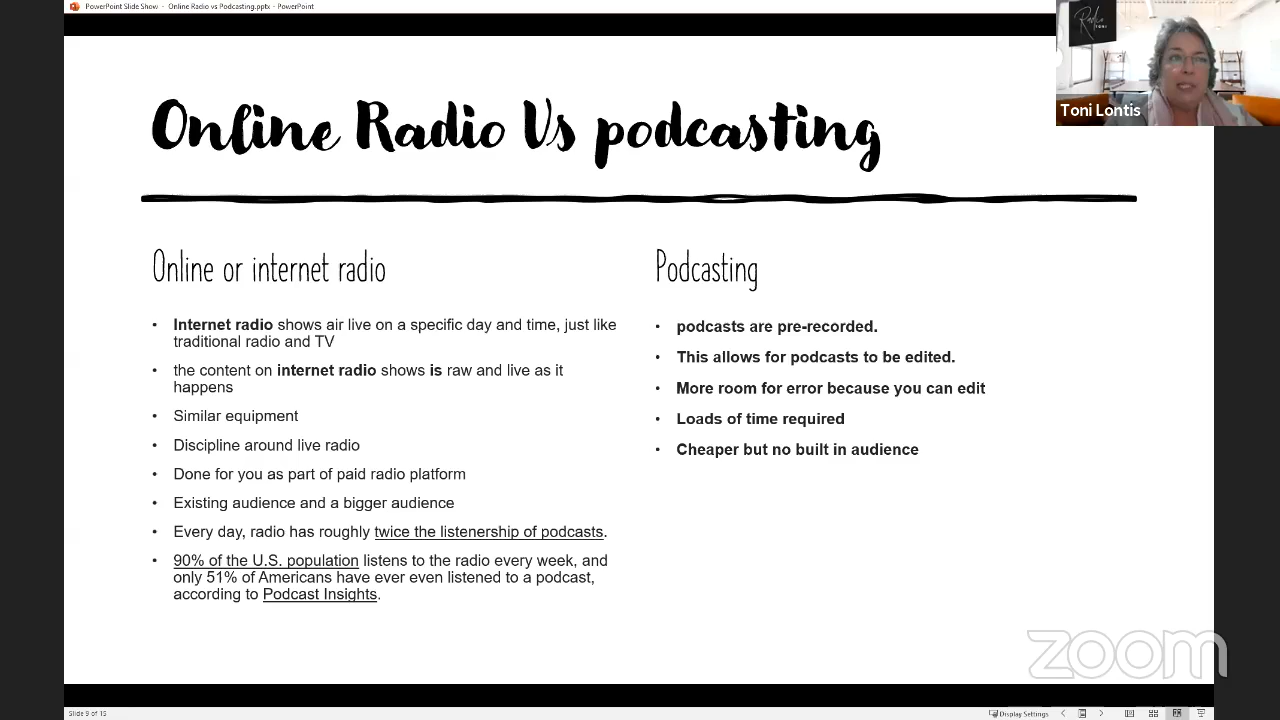 PowerPoint Slide Show - Online Radio vs Podcasting.pptx - PowerPoint
Radio
TONI
Toni Lontis
Online Radio Vs podcasting
Online or internet radio
• Internet radio shows air live on a specific day and time, just like
traditional radio and TV
• the content on internet radio shows is raw and live as it
happens
• Similar equipment
• Discipline around live radio
• Done for you as part of paid radio platform
• Existing audience and a bigger audience
• Every day, radio has roughly twice the listenership of podcasts.
• 90% of the U.S. population listens to the radio every week, and
only 51% of Americans have ever even listened to a podcast,
according to Podcast Insights.
Podcasting
• podcasts are pre-recorded.
• This allows for podcasts to be edited.
• More room for error because you can edit
• Loads of time required
• Cheaper but no built in audience
zoom
Slide 9 of 15
Display Settings